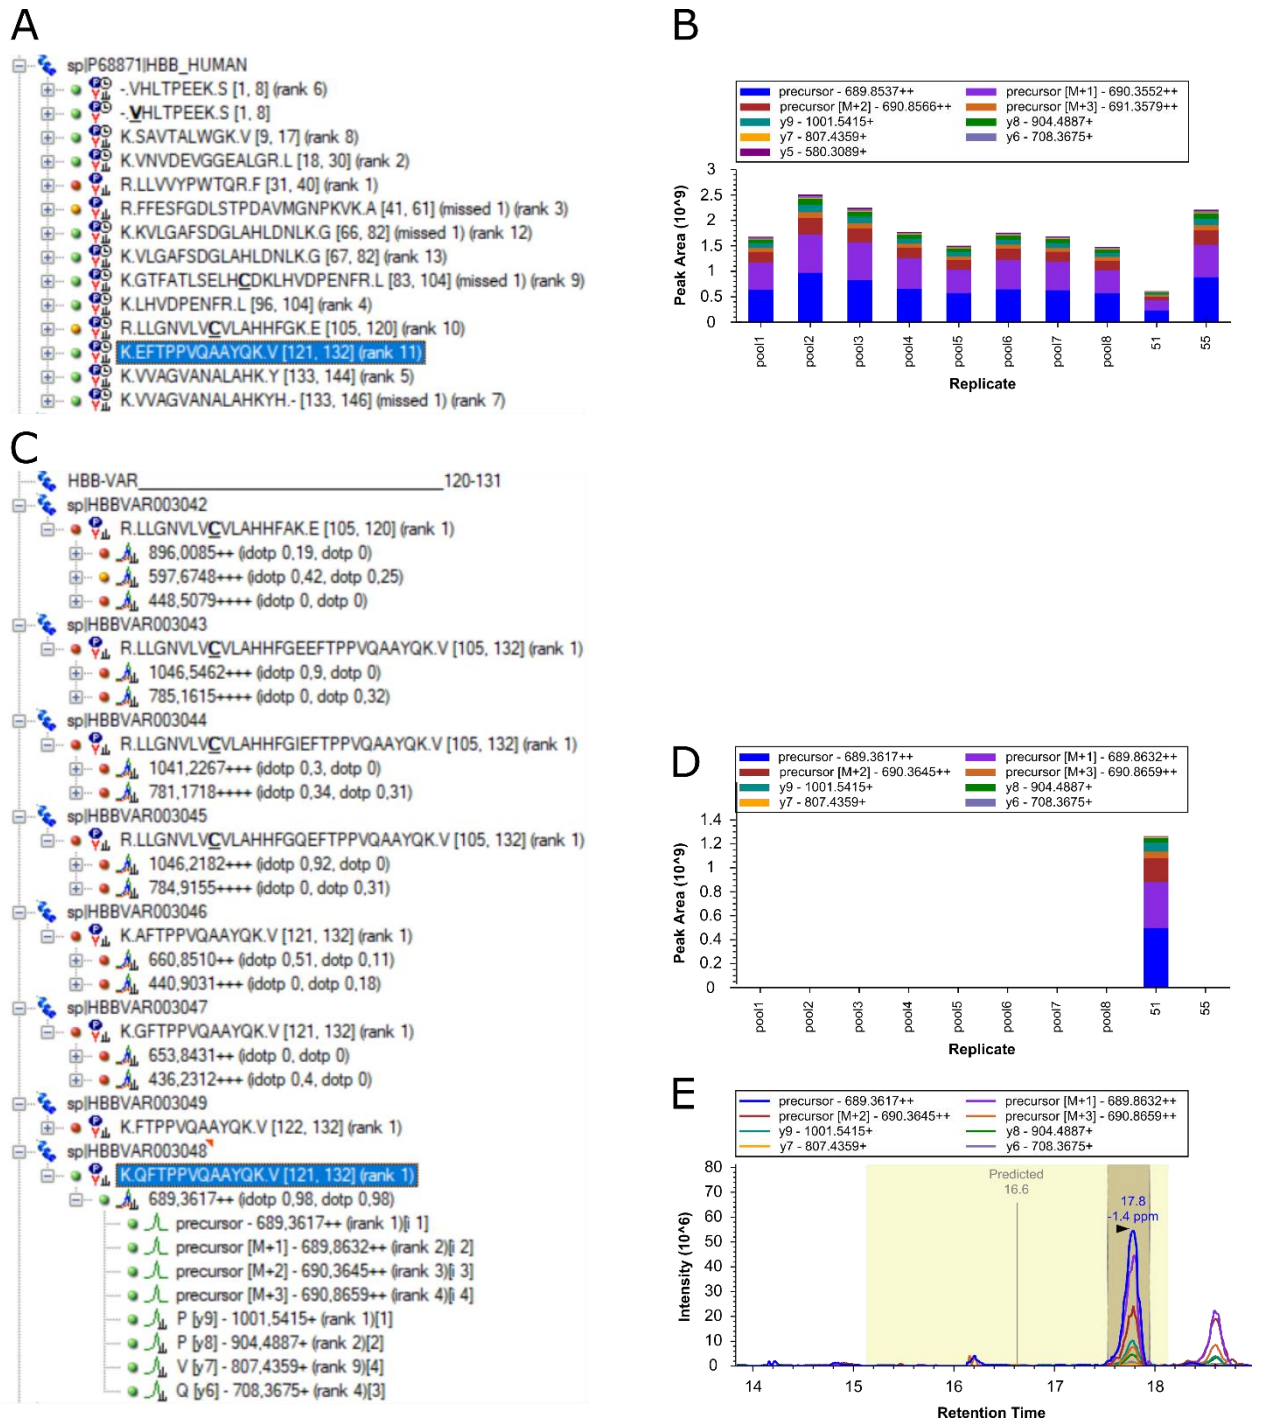 A
sp|P68871|HBB_HUMAN
-.VHLTPEEK.S [1, 8] (rank 6)
-.VHLTPEEK.S [1, 8]
K.SAVTALWGK.V [9, 17] (rank 8)
K.VNVDEVGGEALGR.L [18, 30] (rank 2)
R.LLVVYPWTQR.F [31, 40] (rank 1)
R.FFESFGDLSTPDAVMGNPKVK.A [41, 61] (missed 1) (rank 3)
K.KVLGAFSDGLAHLDNLK.G [66, 82] (missed 1) (rank 12)
K.VLGAFSDGLAHLDNLK.G [67, 82] (rank 13)
K.GTFATLSELHCDKLHVDPENFR.L [83, 104] (missed 1) (rank 9)
K.LHVDPENFR.L [96, 104] (rank 4)
R.LLGNVLVCVLAHHFGK.E [105, 120] (rank 10)
K.EFTPPVQAAYQK.V [121, 132] (rank 11)
K.VVAGVANALAHK.Y [133, 144] (rank 5)
K.VVAGVANALAHKYH.- [133, 146] (missed 1) (rank 7)
B
precursor - 689.8537++
precursor [M+1] - 690.3552++
precursor [M+2] - 690.8566++
precursor [M+3] - 691.3579++
y9 - 1001.5415+
y8 - 904.4887+
y7 - 807.4359+
y6 - 708.3675+
y5 - 580.3089+
Peak Area (10^9)
3
2.5
2
1.5
1
0.5
0
pool1
pool2
pool3
pool4
pool5
pool6
pool7
pool8
51
55
Replicate
C
HBB-VAR______________________________120-131
sp|HBBVAR003042
R.LLGNVLVCVLAHHFAK.E [105, 120] (rank 1)
896,0085++ (idotp 0,19, dotp 0)
597,6748+++ (idotp 0,42, dotp 0,25)
448,5079++++ (idotp 0, dotp 0)
sp|HBBVAR003043
R.LLGNVLVCVLAHHFGEEFTPPVQAAYQK.V [105, 132] (rank 1)
1046,5462+++ (idotp 0,9, dotp 0)
785,1615++++ (idotp 0, dotp 0,32)
sp|HBBVAR003044
R.LLGNVLVCVLAHHFGIEFTPPVQAAYQK.V [105, 132] (rank 1)
1041,2267+++ (idotp 0,3, dotp 0)
781,1718++++ (idotp 0,34, dotp 0,31)
sp|HBBVAR003045
R.LLGNVLVCVLAHHFGQEFTPPVQAAYQK.V [105, 132] (rank 1)
1046,2182+++ (idotp 0,92, dotp 0)
784,9155++++ (idotp 0, dotp 0,31)
sp|HBBVAR003046
K.AFTPPVQAAYQK.V [121, 132] (rank 1)
660,8510++ (idotp 0,51, dotp 0,11)
440,9031+++ (idotp 0, dotp 0,18)
sp|HBBVAR003047
K.GFTPPVQAAYQK.V [121, 132] (rank 1)
653,8431++ (idotp 0, dotp 0)
436,2312+++ (idotp 0,4, dotp 0)
sp|HBBVAR003049
K.FTPPVQAAYQK.V [122, 132] (rank 1)
sp|HBBVAR003048
K.QFTPPVQAAYQK.V [121, 132] (rank 1)
689,3617++ (idotp 0,98, dotp 0,98)
precursor - 689,3617++ (rank 1)[i 1]
precursor [M+1] - 689,8632++ (irank 2)[i 2]
precursor [M+2] - 690,3645++ (irank 3)[i 3]
precursor [M+3] - 690,8659++ (irank 4)[i 4]
P [y9] - 1001,5415+ (rank 1)[1]
P [y8] - 904,4887+ (rank 2)[2]
V [y7] - 807,4359+ (rank 9)[4]
Q [y6] - 708,3675+ (rank 4)[3]
D
precursor - 689.3617++
precursor [M+1] - 689.8632++
precursor [M+2] - 690.3645++
precursor [M+3] - 690.8659++
y9 - 1001.5415+
y8 - 904.4887+
y7 - 807.4359+
y6 - 708.3675+
Peak Area (10^9)
1.4
1.2
1
0.8
0.6
0.4
0.2
0
pool1
pool2
pool3
pool4
pool5
pool6
pool7
pool8
51
55
Replicate
E
precursor - 689.3617++
precursor [M+1] - 689.8632++
precursor [M+2] - 690.3645++
precursor [M+3] - 690.8659++
y9 - 1001.5415+
y8 - 904.4887+
y7 - 807.4359+
y6 - 708.3675+
Intensity (10^6)
80
70
60
50
40
30
20
10
0
Predicted
16.6
17.8
-1.4 ppm
14
15
16
17
18
Retention Time